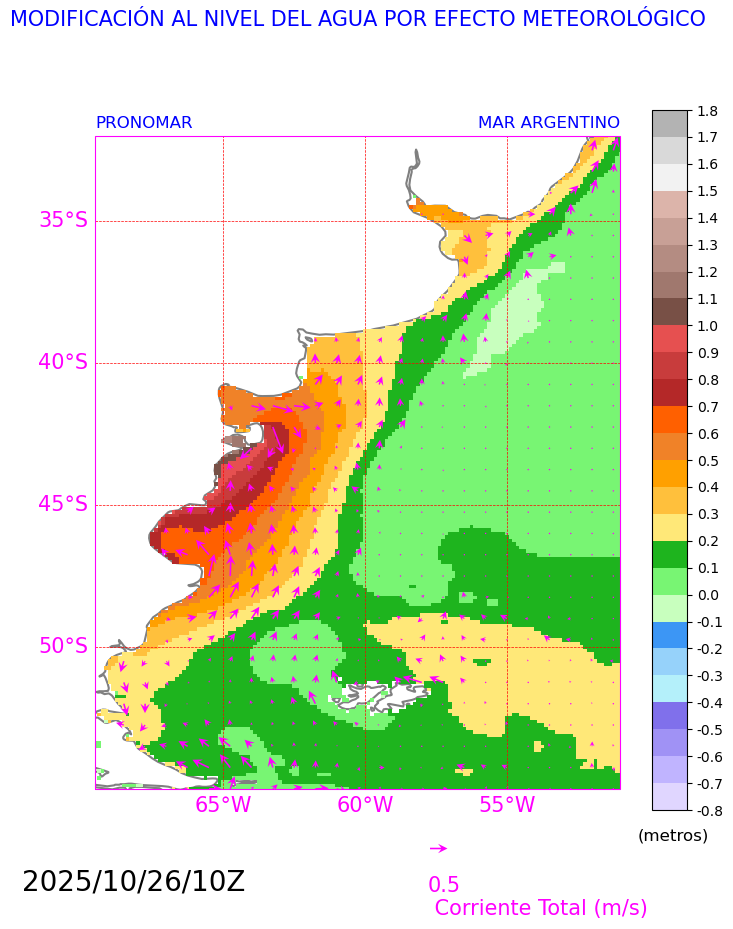 MODIFICACIÓN AL NIVEL DEL AGUA POR EFECTO METEOROLÓGICO
PRONOMAR MAR ARGENTINO
35°S
40°S
45°S
50°S
65°W 60°W 55°W
1.8
1.7
1.6
1.5
1.4
1.3
1.2
1.1
1.0
0.9
0.8
0.7
0.6
0.5
0.4
0.3
0.2
0.1
0.0
-0.1
-0.2
-0.3
-0.4
-0.5
-0.6
-0.7
-0.8
(metros)
2025/10/26/10Z
0.5
Corriente Total (m/s)